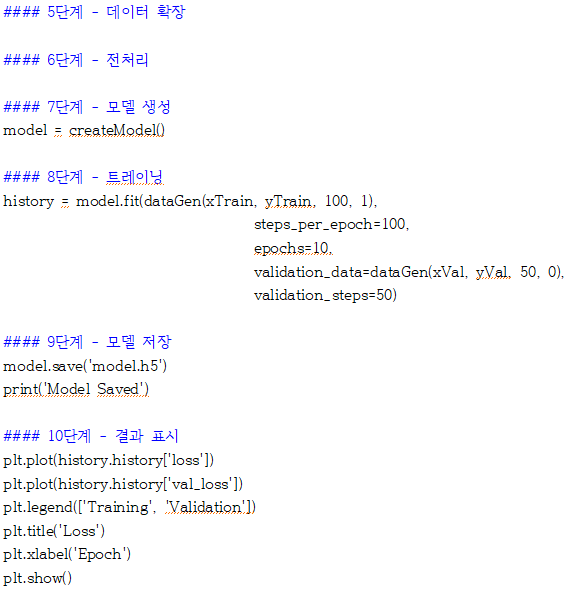 #### 5단계 - 데이터 확장
#### 6단계 - 전처리
#### 7단계 - 모델 생성
model = createModel()
#### 8단계 - 트레이닝
history = model.fit(dataGen(xTrain, yTrain, 100, 1),
steps_per_epoch=100,
epochs=10,
validation_data=dataGen(xVal, yVal, 50, 0),
validation_steps=50)
#### 9단계 - 모델 저장
model.save('model.h5')
print('Model Saved')
#### 10단계 - 결과 표시
plt.plot(history.history['loss'])
plt.plot(history.history['val_loss'])
plt.legend(['Training', 'Validation'])
plt.title('Loss')
plt.xlabel('Epoch')
plt.show()